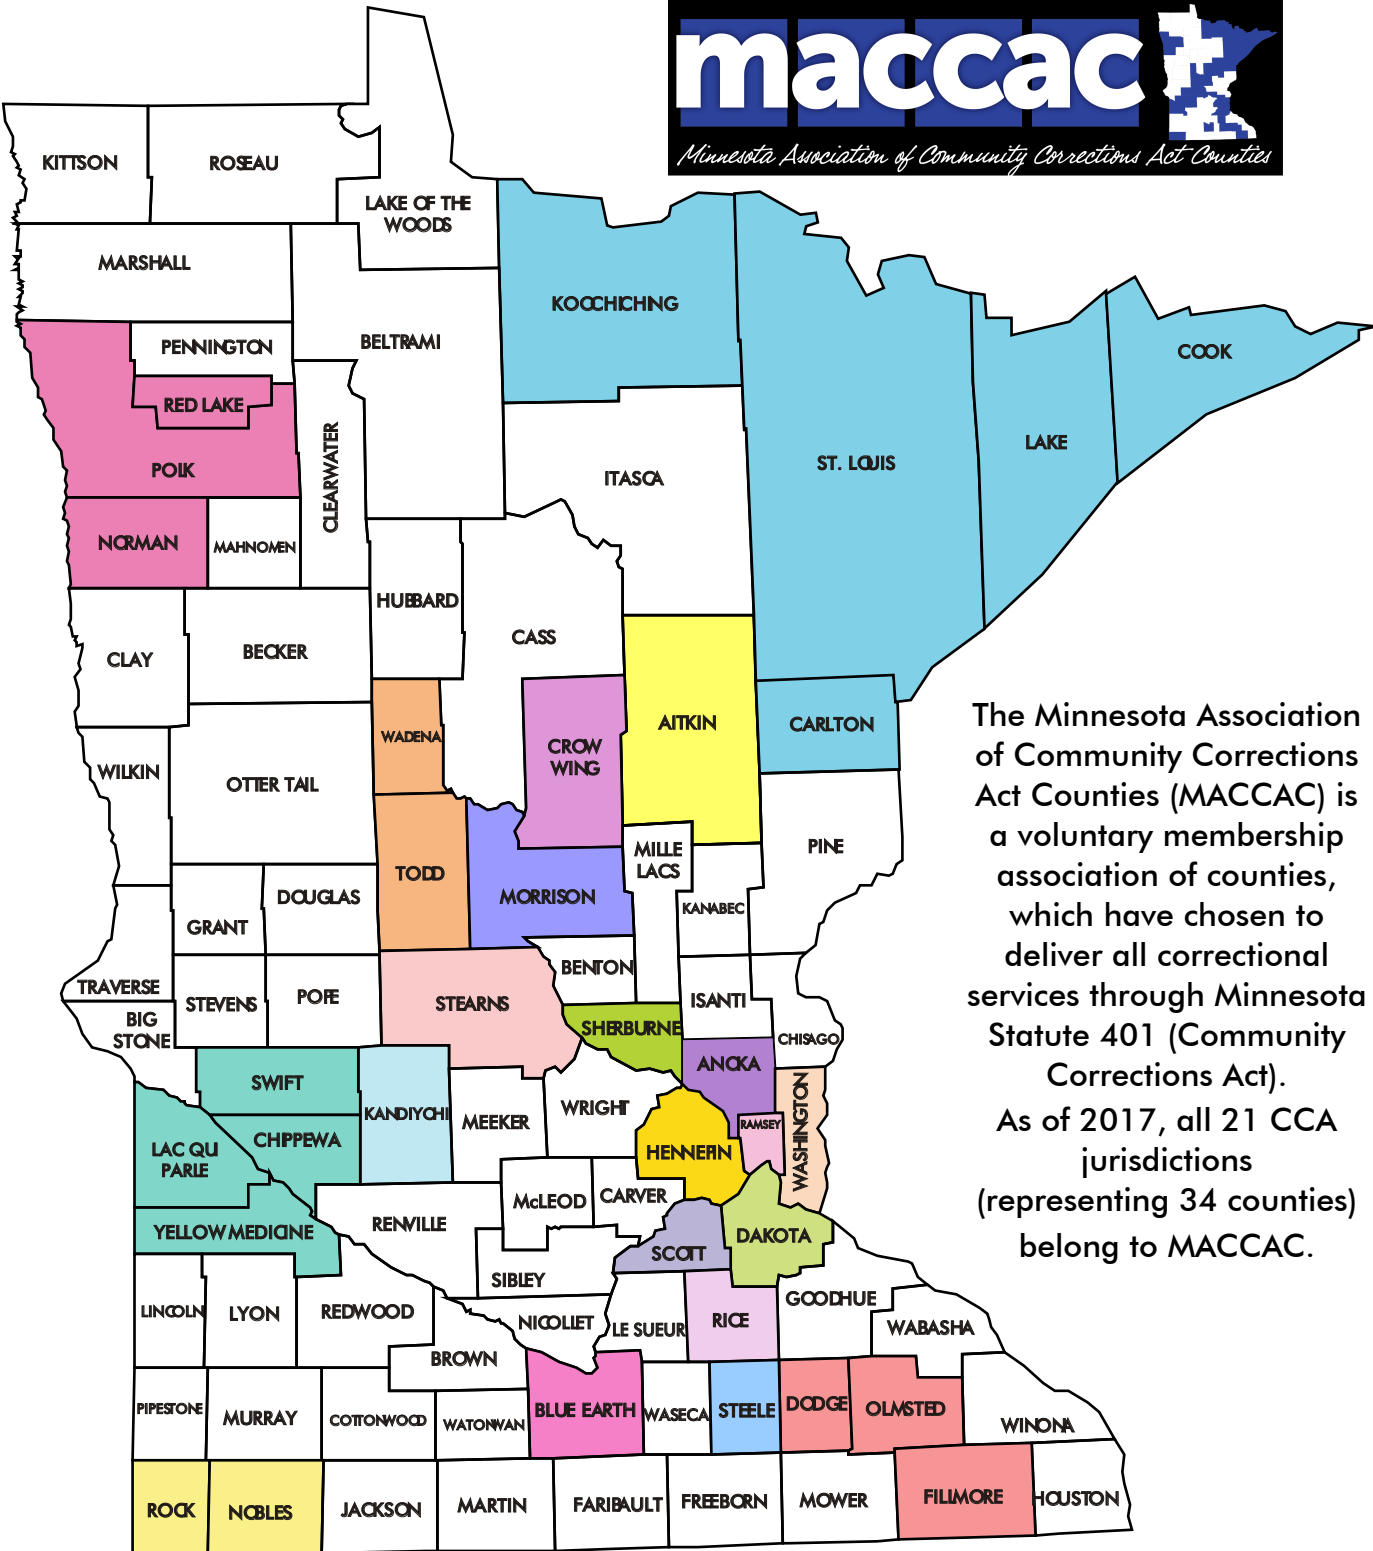 maccac
Minnesota Association of Community Corrections Act Counties
KITTSON
ROSEAU
LAKE OF THE
WOODS
MARSHALL
KOOCHICHING
BELTRAMI
PENNINGTON
COOK
RED LAKE
CLEARWATER
LAKE
ST. LOUIS
POLK
ITASCA
NORMAN
MAHNOMEN
HUBBARD
CASS
BECKER
CLAY
The Minnesota Association
of Community Corrections
Act Counties (MACCAC) is
a voluntary membership
association of counties,
which have chosen to
deliver all correctional
services through Minnesota
Statute 401 (Community
Corrections Act).
As of 2017, all 21 CCA
jurisdictions
(representing 34 counties)
belong to MACCAC.
AITKIN
CARLTON
WADENA
CROW
WING
WILKIN
OTTER TAIL
PINE
MILLE
LACS
TODD
MORRISON
DOUGLAS
KANABEC
GRANT
BENTON
TRAVERSE
STEVENS
POPE
STEARNS
ISANTI
BIG
STONE
SHERBURNE
CHISAGO
ANOKA
SWIFT
WRIGHT
KANDIYOHI
MEEKER
RAMSEY
WASHINGTON
CHIPPEWA
LAC QUI
PARLE
HENNEPIN
McLEOD
CARVER
RENVILLE
YELLOW MEDICINE
DAKOTA
SCOTT
SIBLEY
GOODHUE
LINCOLN
LYON
REDWOOD
NICOLLET
LE SUEUR
RICE
WABASHA
BROWN
PIPESTONE
MURRAY
COTTONWOOD
WATONWAN
BLUE EARTH
WASECA
STEELE
DODGE
OLMSTED
WINONA
ROCK
NOBLES
JACKSON
MARTIN
FARIBAULT
FREEBORN
MOWER
FILLMORE
HOUSTON